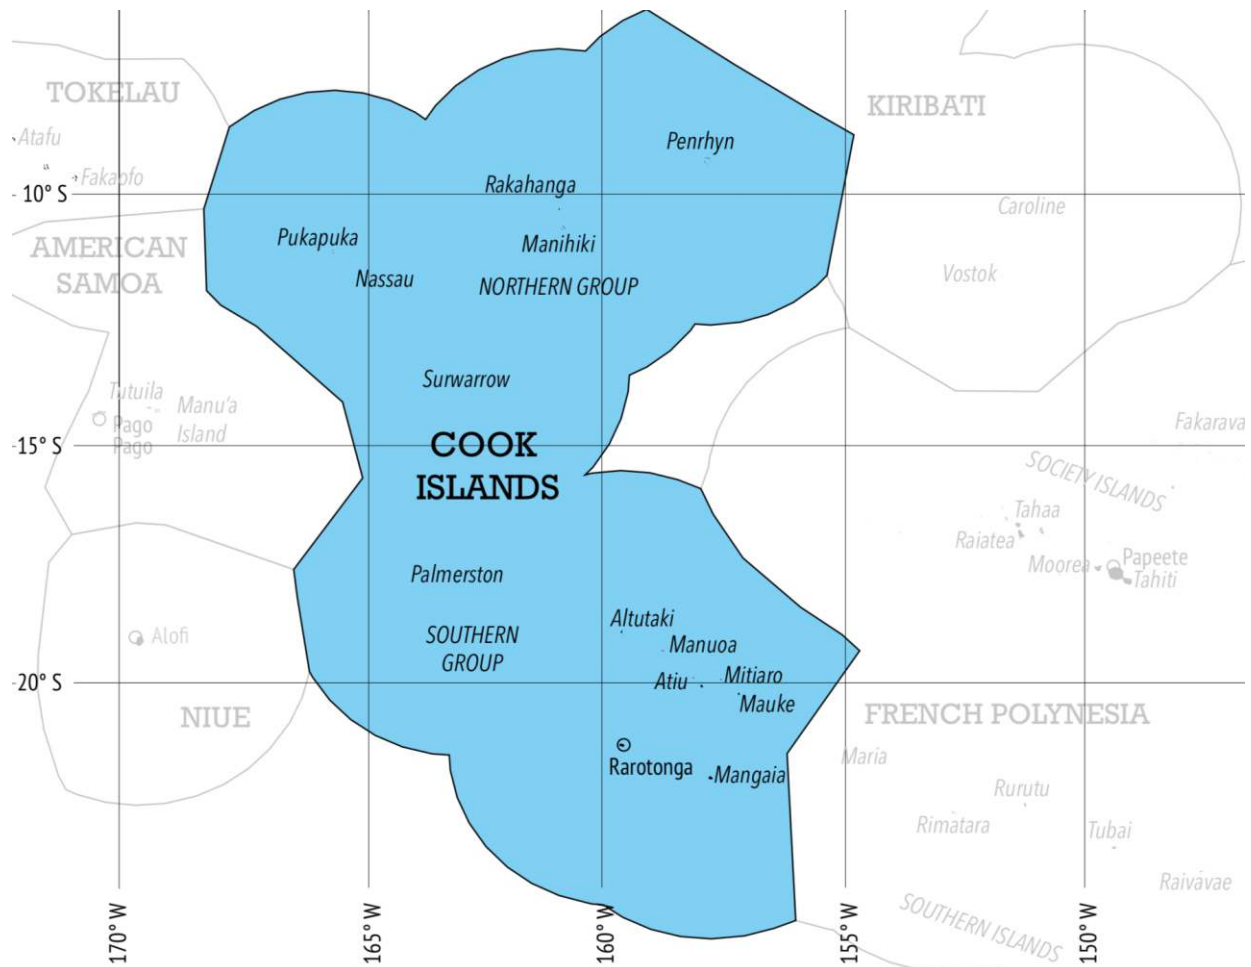 TOKELAU
KIRIBATI
Atafu
Penrhyn
Fakaofo
Rakahanga
10° S
Caroline
AMERICAN
SAMOA
Pukapuka
Manihiki
Nassau
NORTHERN GROUP
Vostok
Surwarrow
Tutuila
Manu'a
Island
Pago
Pago
Fakarava
15° S
COOK
ISLANDS
SOCIETY ISLANDS
Tahaa
Raiatea
Moorea
Papeete
Tahiti
Palmerston
Altutaki
Alofi
SOUTHERN
GROUP
Manuoa
Atiu
Mitiaro
20° S
Mauke
NIUE
FRENCH POLYNESIA
Rarotonga
Mangaia
Maria
Rurutu
Rimatara
Tubai
Raivavae
SOUTHERN ISLANDS
170° W
165° W
160° W
155° W
150° W